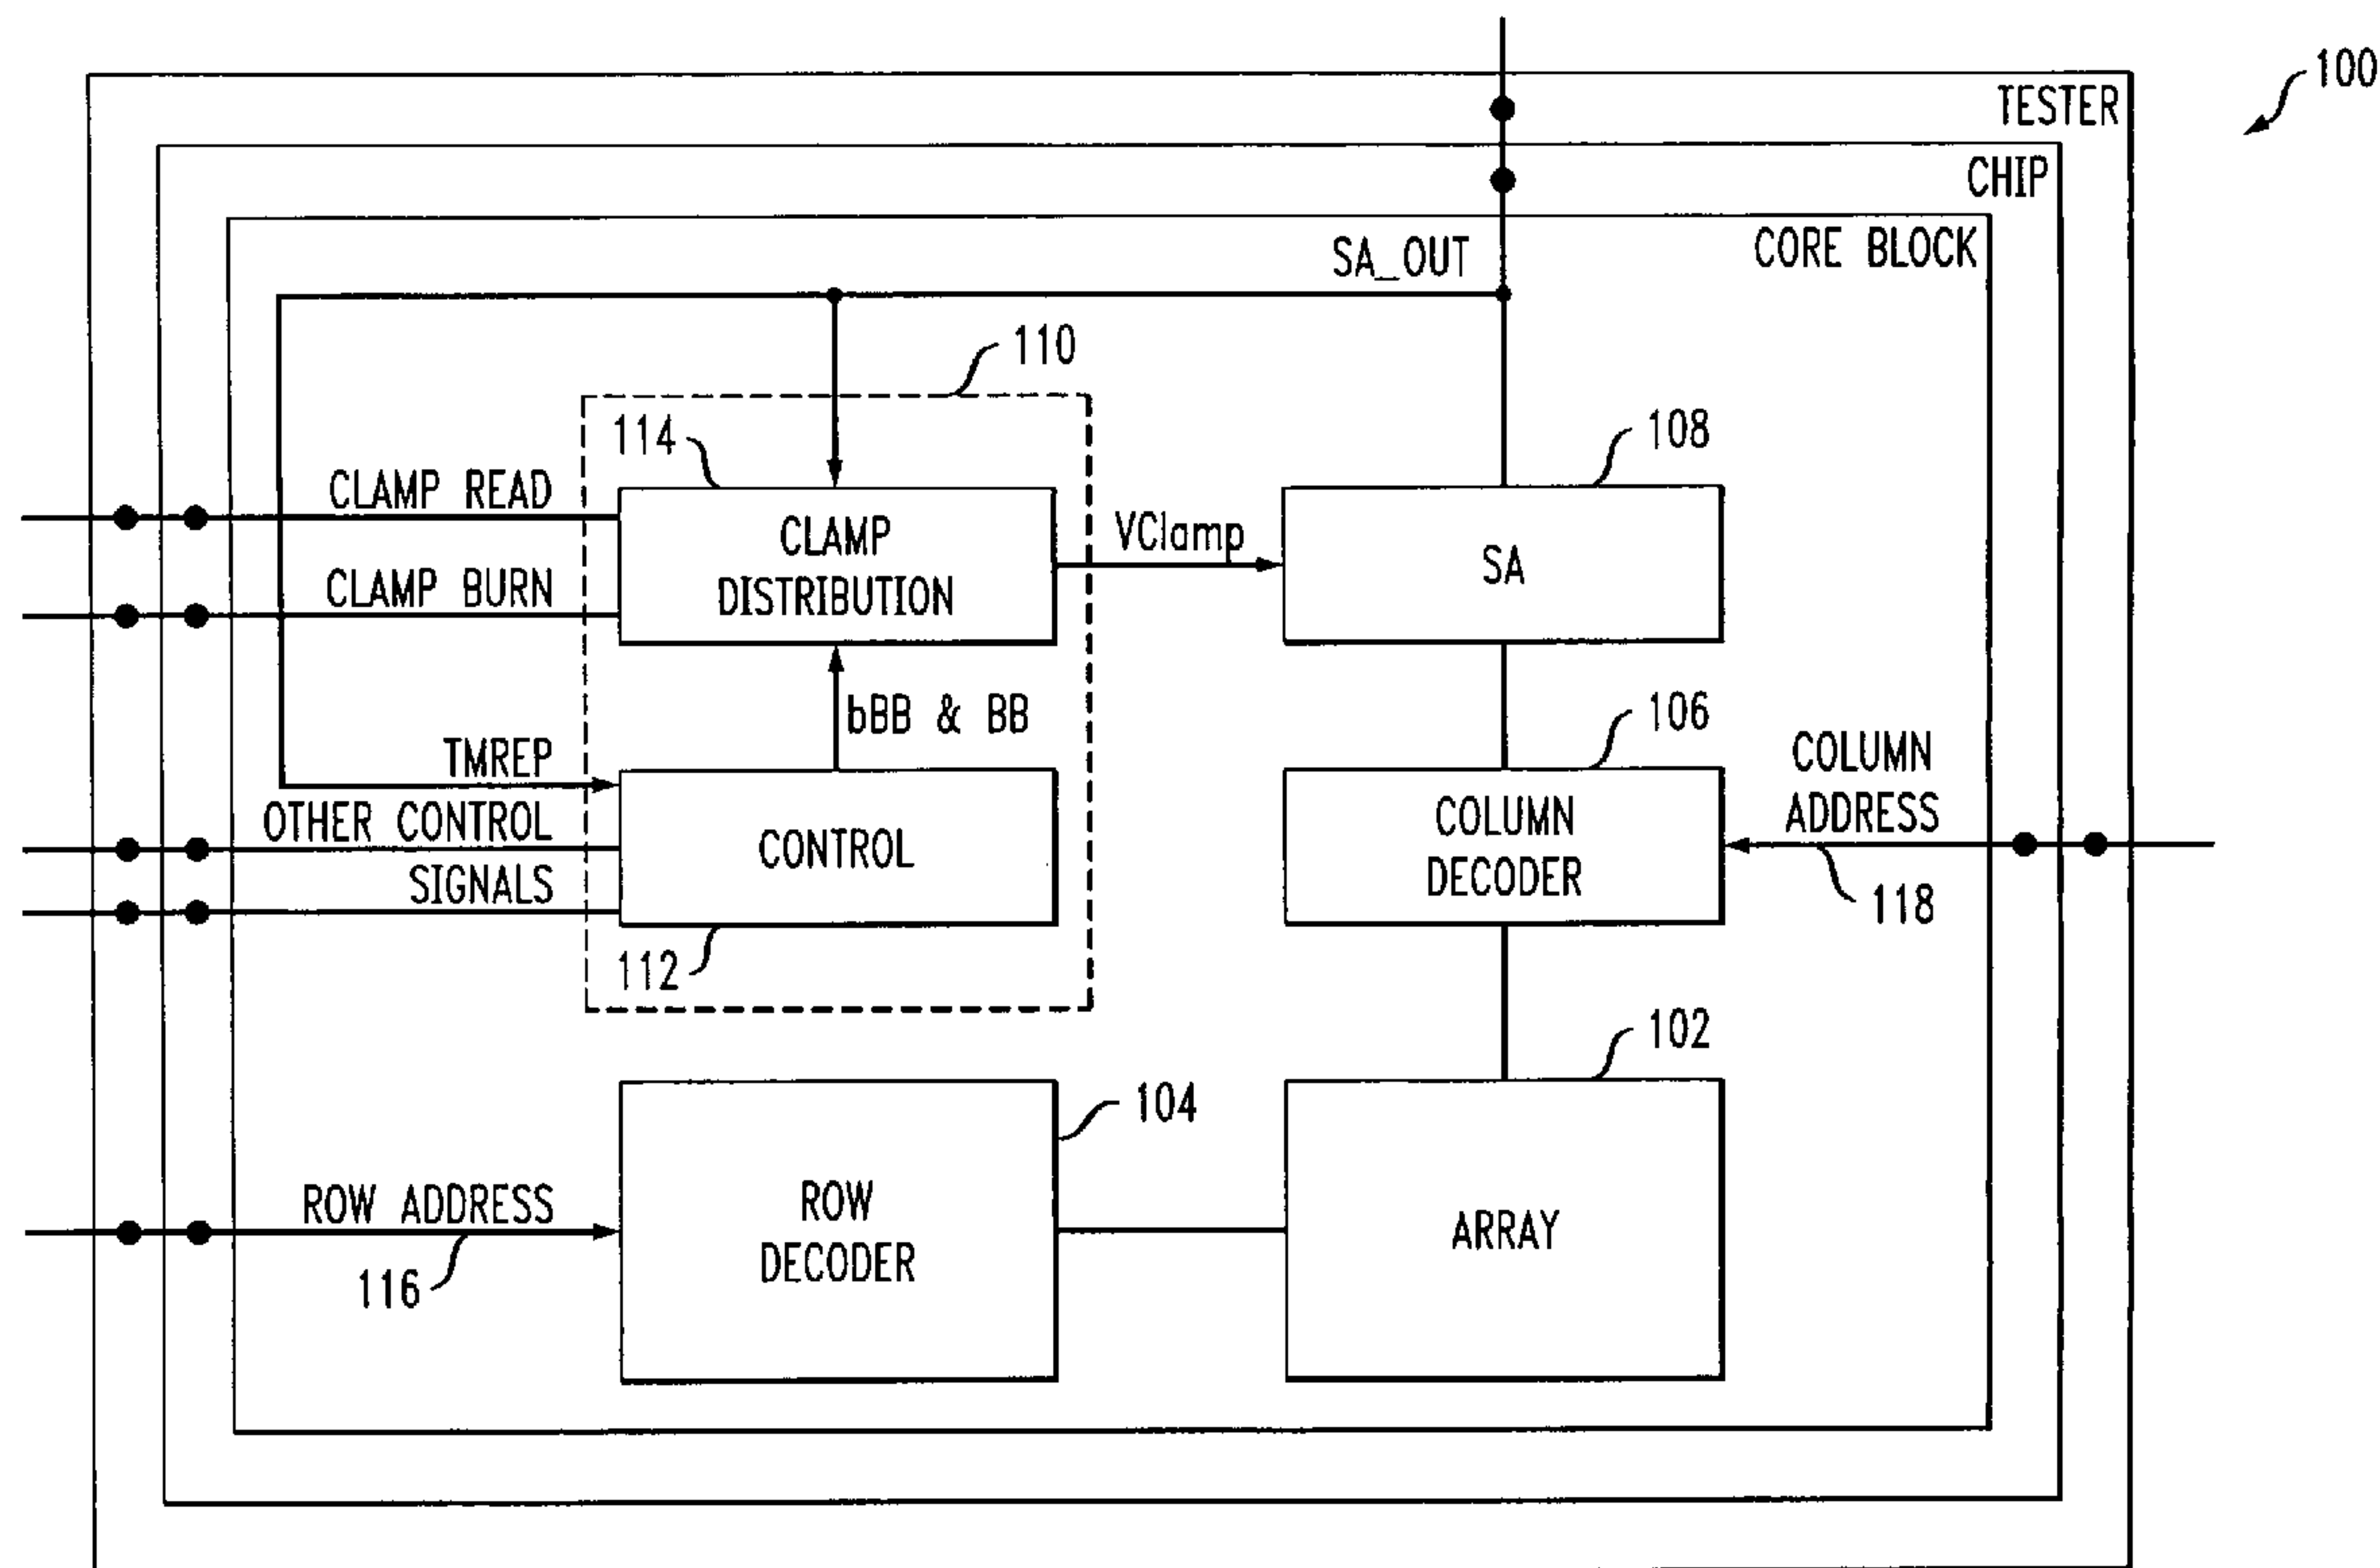 100
TESTER
CHIP
CORE BLOCK
SA_OUT
110
114
108
CLAMP READ
CLAMP DISTRIBUTION
VClamp
SA
CLAMP BURN
bBB & BB
106
TMREP
COLUMN
ADDRESS
OTHER CONTROL
SIGNALS
CONTROL
COLUMN
DECODER
118
112
102
104
ROW ADDRESS
ROW
DECODER
ARRAY
116